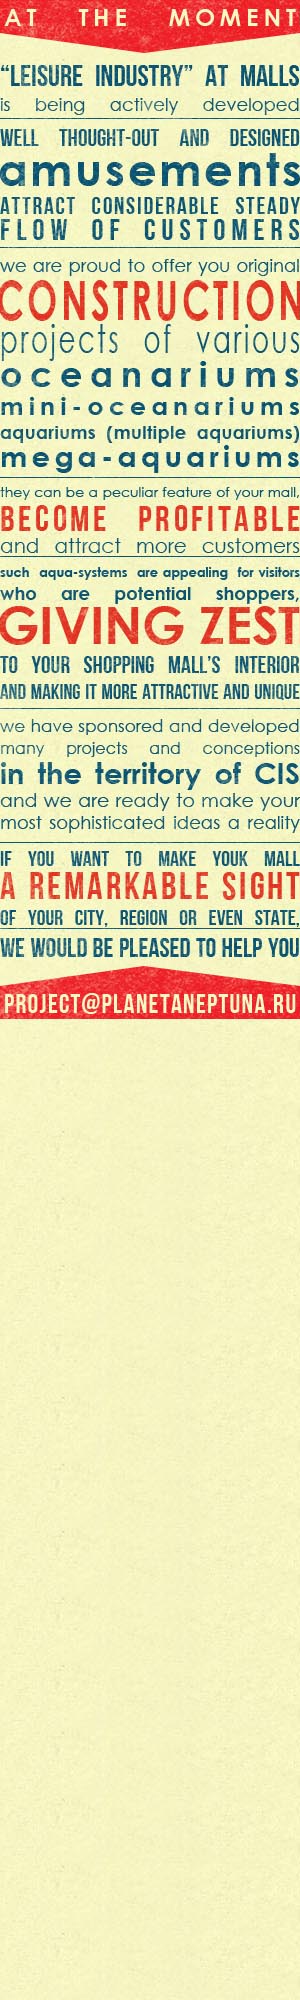 AT THE MOMENT
“LEISURE INDUSTRY” AT MALLS
is being actively developed
WELL THOUGHT-OUT AND DESIGNED
amusements
ATTRACT CONSIDERABLE STEADY
FLOW OF CUSTOMERS
we are proud to offer you original
CONSTRUCTION
projects of various
oceanariums
mini-oceanariums
aquariums (multiple aquariums)
mega-aquariums
they can be a peculiar feature of your mall,
BECOME PROFITABLE
and attract more customers
such aqua-systems are appealing for visitors
who are potential shoppers,
GIVING ZEST
TO YOUR SHOPPING MALL’S INTERIOR
AND MAKING IT MORE ATTRACTIVE AND UNIQUE
we have sponsored and developed
many projects and conceptions
in the territory of CIS
and we are ready to make your
most sophisticated ideas a reality
IF YOU WANT TO MAKE YOUK MALL
A REMARKABLE SIGHT
OF YOUR CITY, REGION OR EVEN STATE,
WE WOULD BE PLEASED TO HELP YOU
PROJECT@PLANETANEPTUNA.RU